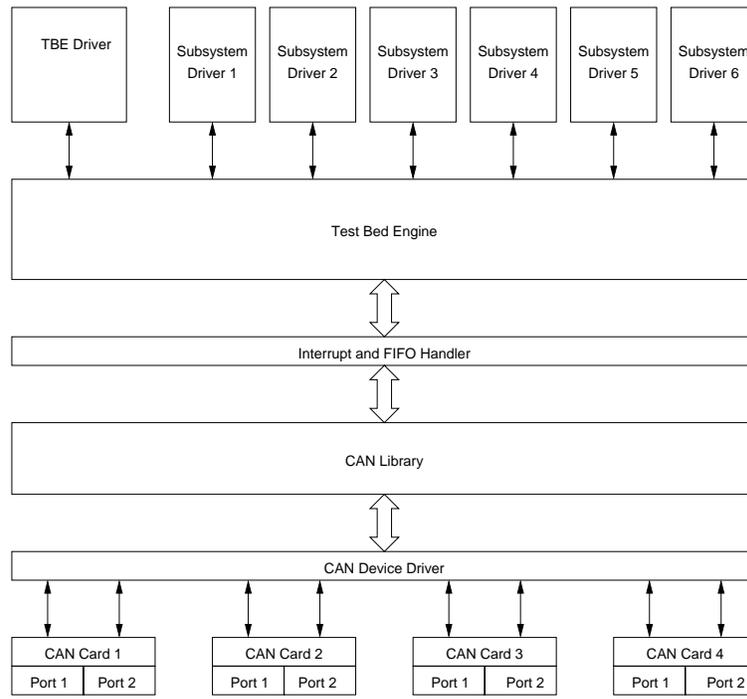 TBE Driver
Subsystem
Driver 1
Subsystem
Driver 2
Subsystem
Driver 3
Subsystem
Driver 4
Subsystem
Driver 5
Subsystem
Driver 6
Test Bed Engine
Interrupt and FIFO Handler
CAN Library
CAN Device Driver
CAN Card 1
Port 1 Port 2
CAN Card 2
Port 1 Port 2
CAN Card 3
Port 1 Port 2
CAN Card 4
Port 1 Port 2